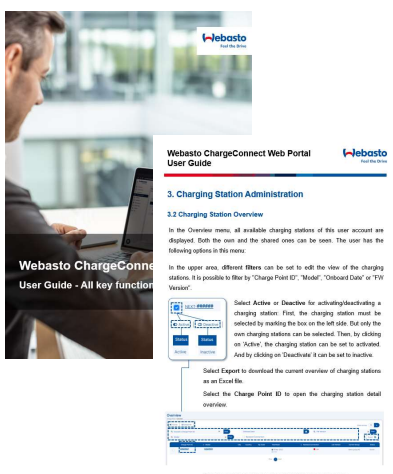 Webasto
Feel the Drive
Webasto ChargeConne
User Guide - All key function
Webasto ChargeConnect Web Portal
User Guide
Webasto
Feel the Drive
3. Charging Station Administration
3.2 Charging Station Overview
In the Overview menu, all available charging stations of this user account are
displayed. Both the own and the shared ones can be seen. The user has the
following options in this menu:
In the upper area, different filters can be set to edit the view of the charging
stations. It is possible to filter by "Charge Point ID", "Model", "Onboard Date" or "FW
Version".
NEXT-######
Active
Deactive
Status
Status
Active
Inactive
Select Active or Deactive for activating/deactivating a
charging station: First, the charging station must be
selected by marking the box on the left side. But only the
own charging stations can be selected. Then, by clicking
on 'Active', the charging station can be set to activated.
And by clicking on 'Deactivate' it can be set to inactive.
Select Export to download the current overview of charging stations
as an Excel file.
Select the Charge Point ID to open the charging station detail
overview.
Overview